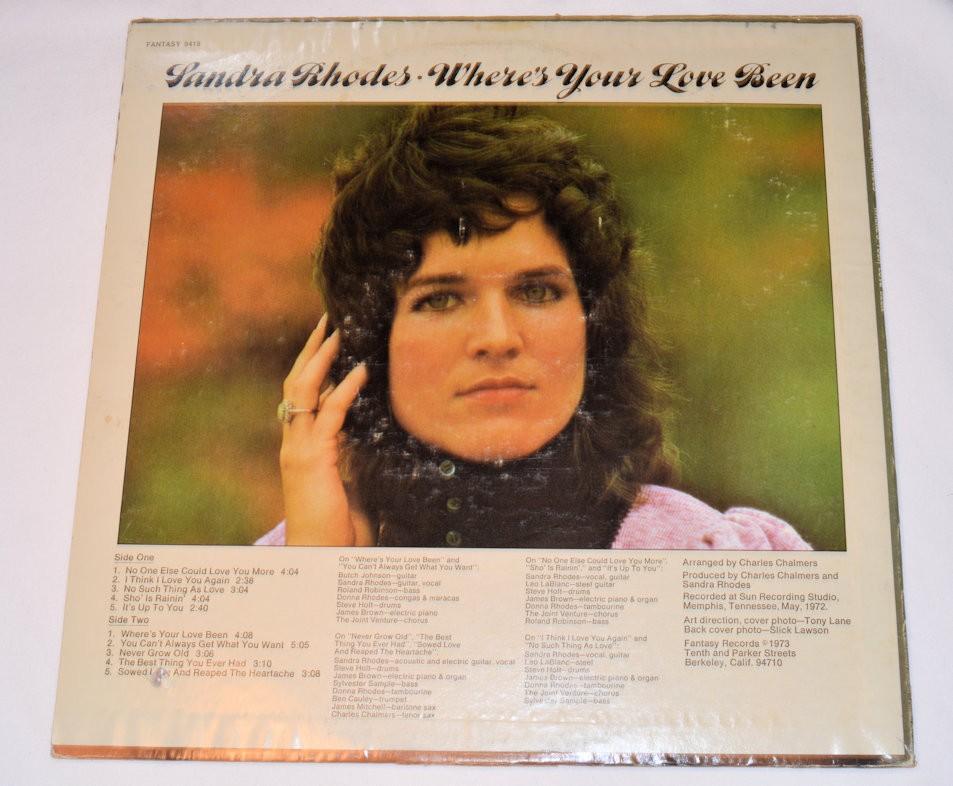 FANTASY 9419
Sandra Rhodes · Where's Your Love Been
Side One
1. No One Else Could Love You More 4:04
2. I Think I Love You Again 2:38
3. No Such Thing As Love 3:04
4. Sho' Is Rainin' 4:04
5. It's Up To You 2:40
Side Two
1. Where's Your Love Been 4:08
2. You Can't Always Get What You Want 5:05
3. Never Grow Old 3:06
4. The Best Thing You Ever Had 3:10
5. Sowed And Reaped The Heartache 3:08
On "Where's Your Love Been" and
"You Can't Always Get What You Want":
Butch Johnson—guitar
Sandra Rhodes—guitar, vocal
Roland Robinson—bass
Donna Rhodes—congas & maracas
Steve Holt—drums
James Brown—electric piano
The Joint Venture—chorus
On "Never Grow Old", "The Best
Thing You Ever Had", "Sowed Love
And Reaped The Heartache":
Sandra Rhodes—acoustic and electric guitar, vocal
Steve Holt—drums
James Brown—electric piano & organ
Sylvester Sample—bass
Donna Rhodes—tambourine
Ben Cauley—trumpet
James Mitchell—baritone sax
Charles Chalmers—tenor sax
On "No One Else Could Love You More",
"Sho' Is Rainin'," and "It's Up To You":
Sandra Rhodes—vocal, guitar
Leo LaBlanc—steel guitar
Steve Holt—drums
James Brown—electric piano & organ
Donna Rhodes—tambourine
The Joint Venture—chorus
Roland Robinson—bass
On "I Think I Love You Again" and
"No Such Thing As Love":
Sandra Rhodes—vocal, guitar
Leo LaBlanc—steel
Steve Holt—drums
James Brown—electric piano & organ
Donna Rhodes—tambourine
The Joint Venture—chorus
Sylvester Sample—bass
Arranged by Charles Chalmers
Produced by Charles Chalmers and
Sandra Rhodes
Recorded at Sun Recording Studio,
Memphis, Tennessee, May, 1972.
Art direction, cover photo—Tony Lane
Back cover photo—Slick Lawson
Fantasy Records ℗1973
Tenth and Parker Streets
Berkeley, Calif. 94710